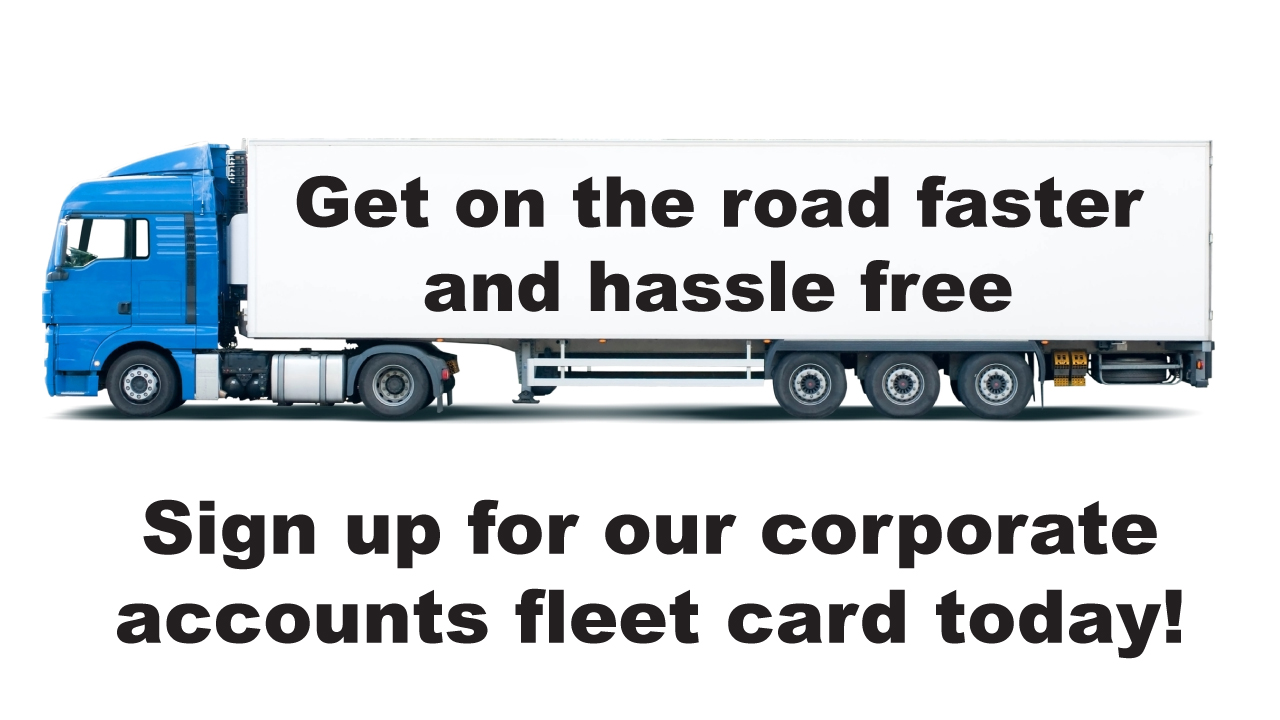 Get on the road faster
and hassle free
Sign up for our corporate
accounts fleet card today!